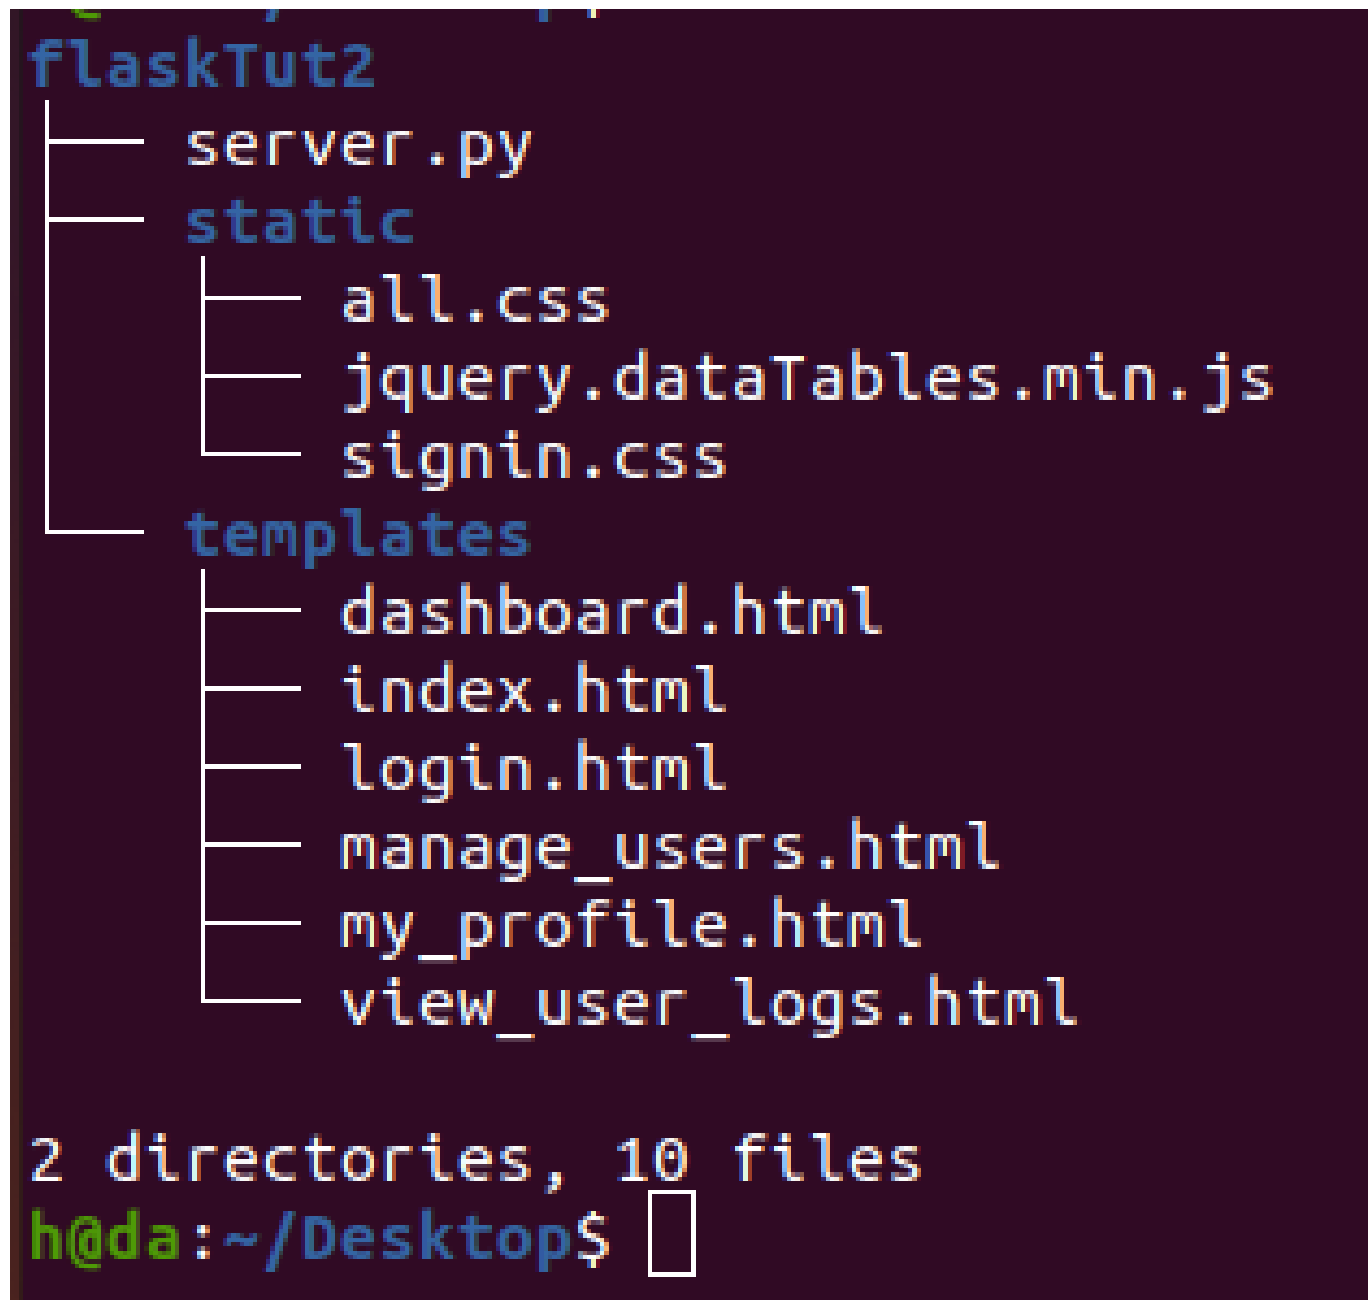 flaskTut2
├── server.py
├── static
│   ├── all.css
│   ├── jquery.dataTables.min.js
│   └── signin.css
└── templates
    ├── dashboard.html
    ├── index.html
    ├── login.html
    ├── manage_users.html
    ├── my_profile.html
    └── view_user_logs.html
2 directories, 10 files
h@da:~/Desktop$